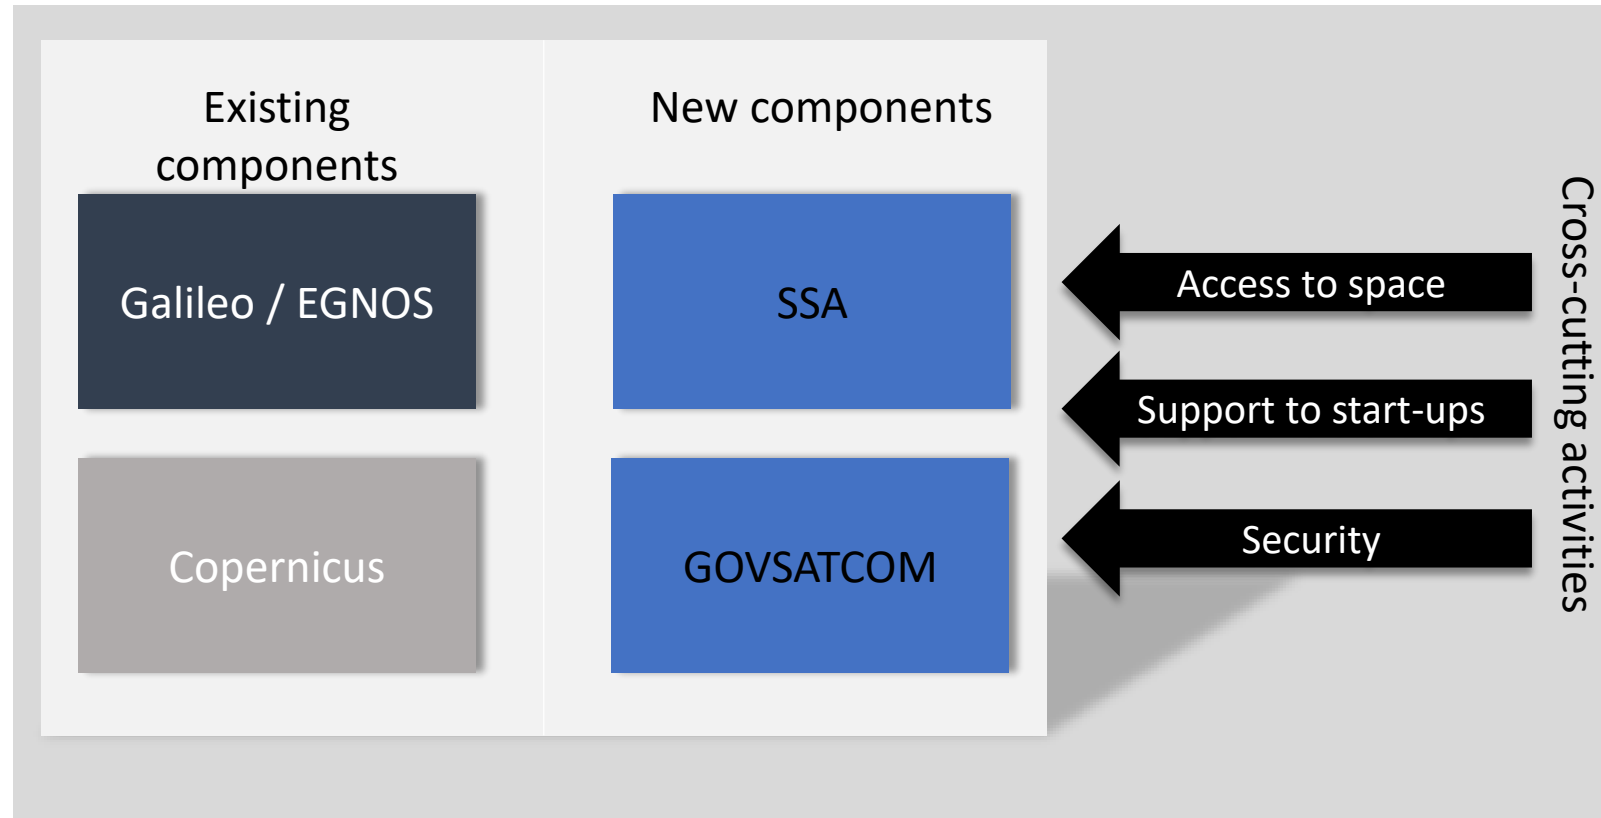 Existing
components
New components
Galileo / EGNOS
SSA
Copernicus
GOVSATCOM
Access to space
Support to start-ups
Security
Cross-cutting activities